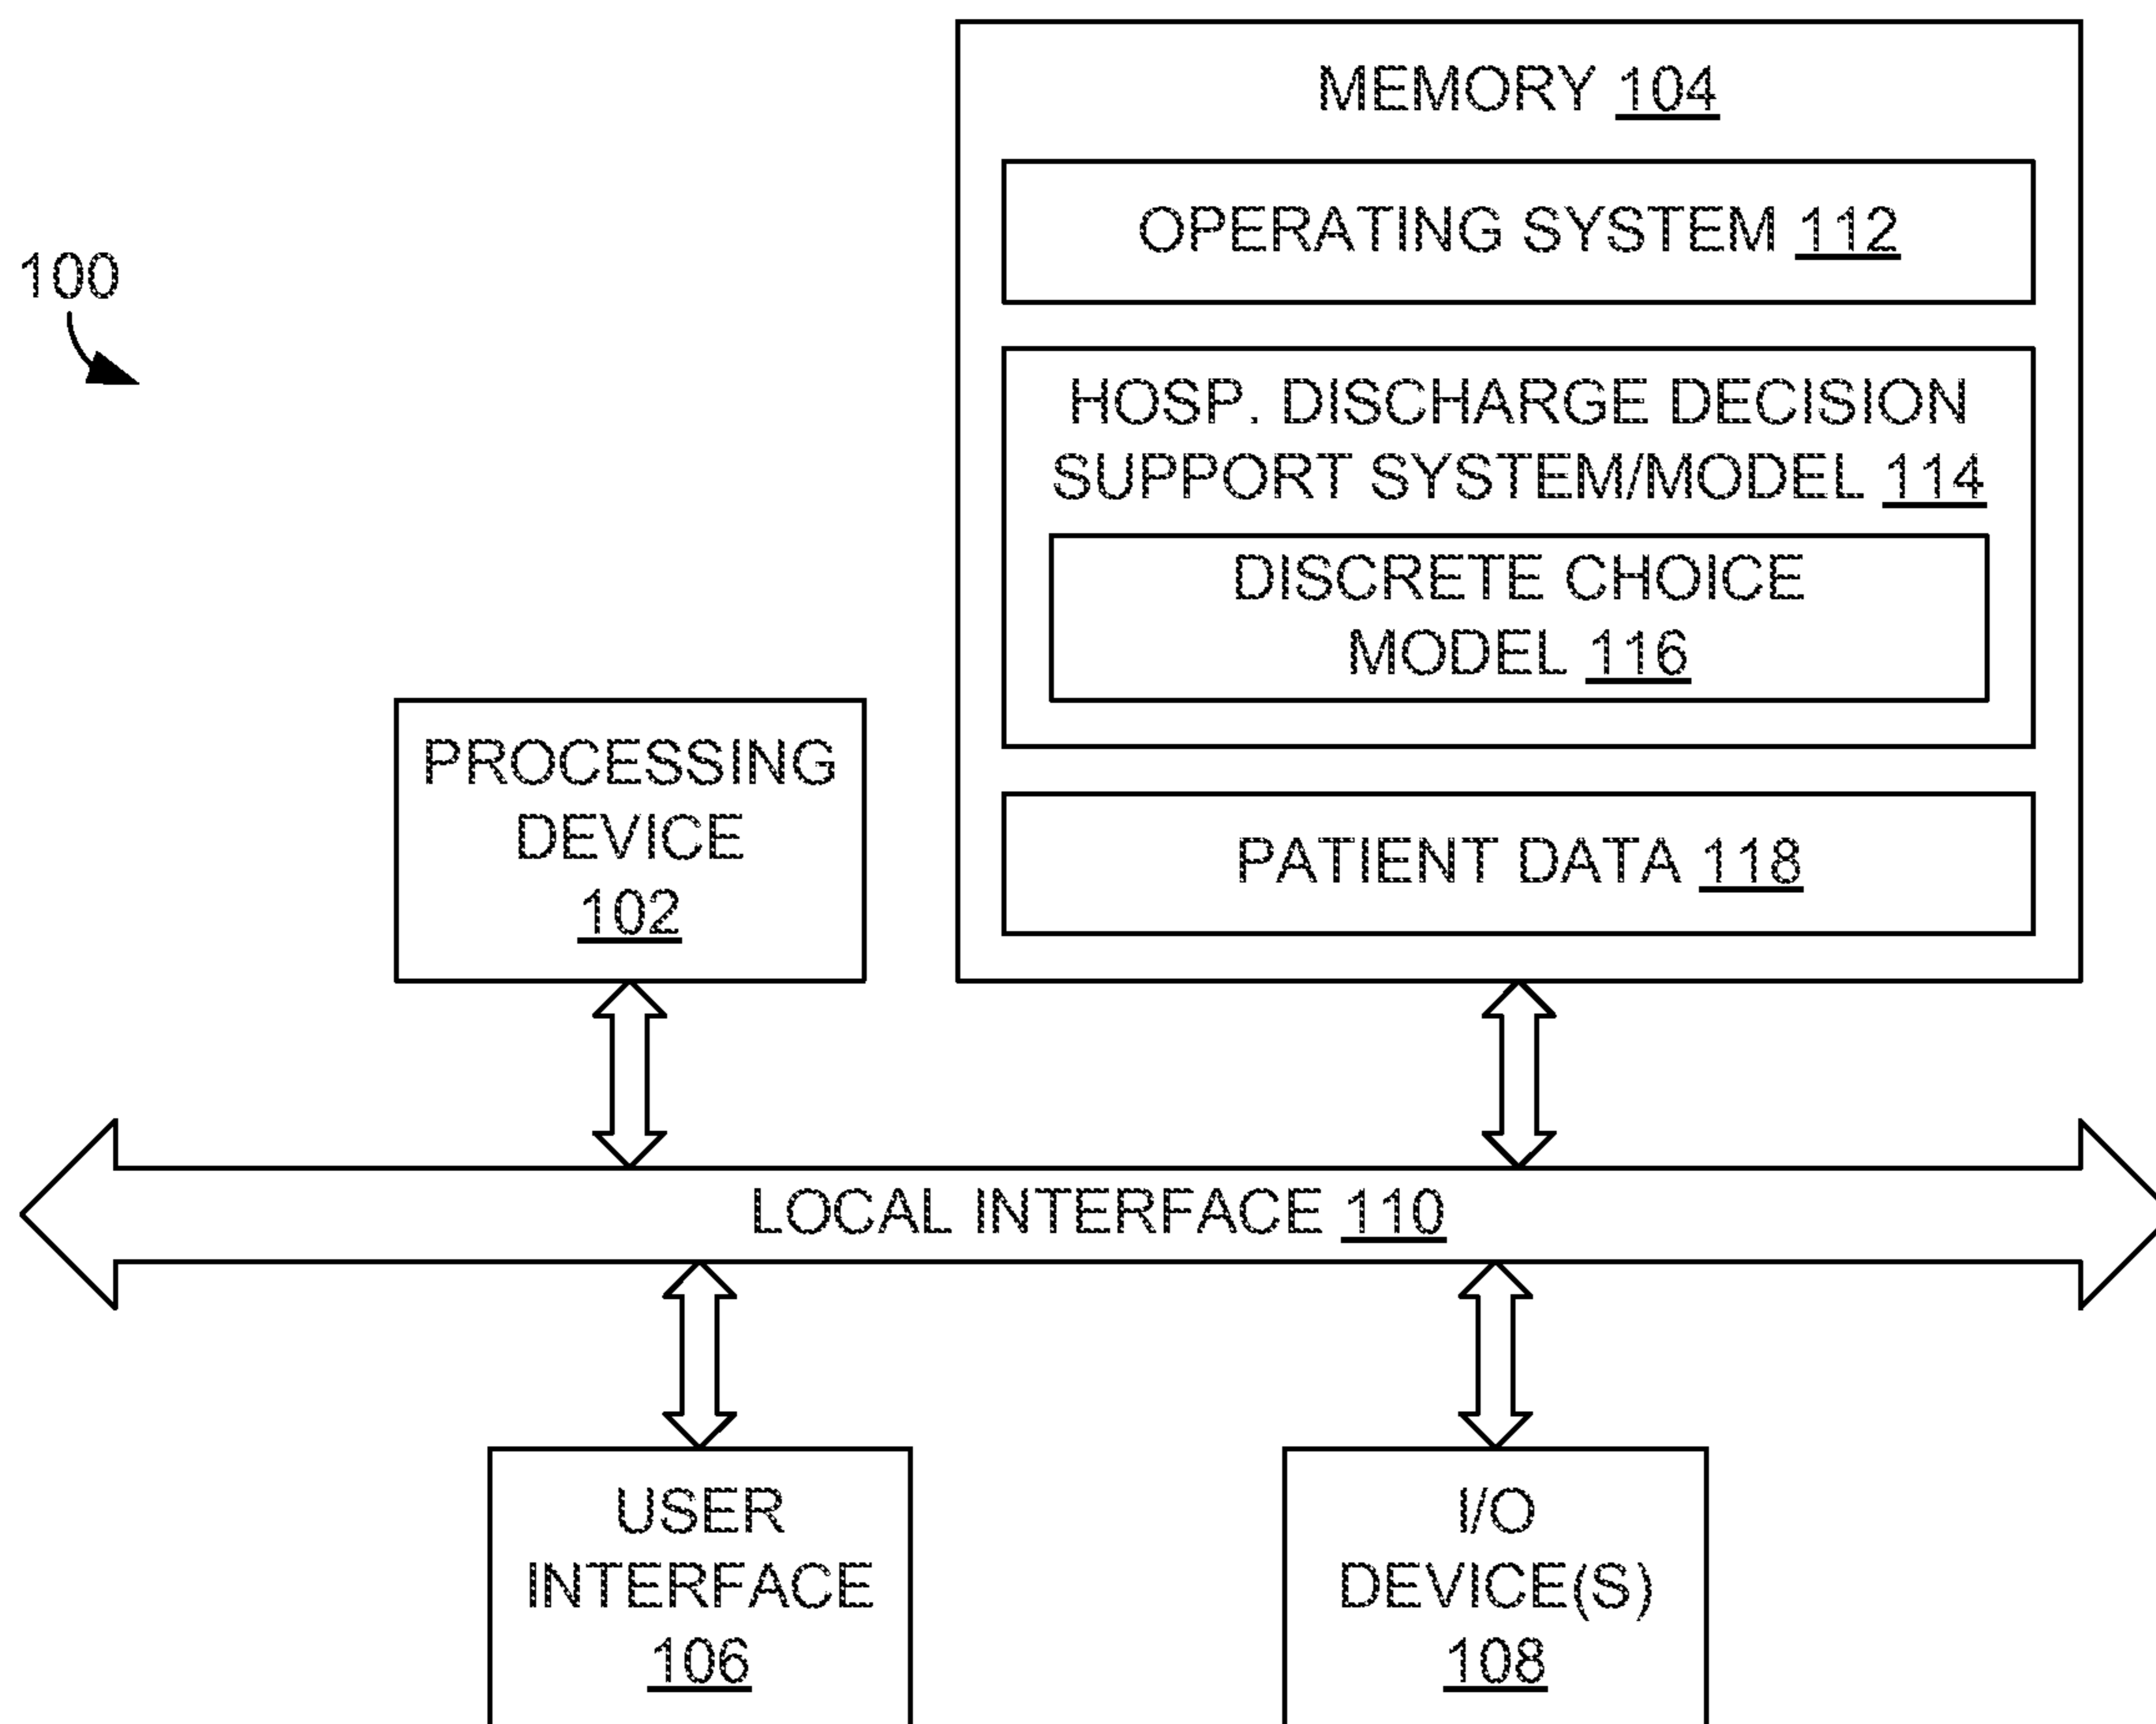 MEMORY 104
OPERATING SYSTEM 112
100
HOSP. DISCHARGE DECISION
SUPPORT SYSTEM/MODEL 114
DISCRETE CHOICE
MODEL 116
PROCESSING
DEVICE
102
PATIENT DATA 118
LOCAL INTERFACE 110
USER
INTERFACE
106
I/O
DEVICE(S)
108